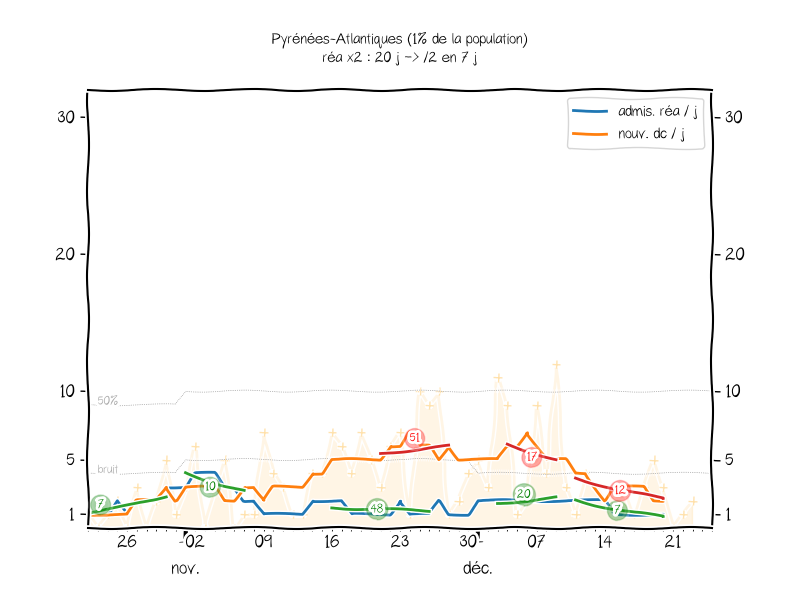 Pyrénées-Atlantiques (1% de la population)
réa x2 : 20 j -> /2 en 7 j
admis. réa / j
nouv. dc / j
30 30
20 20
10 10
50%
5 5
bruit
1 1
51
17
7
10
48
20
12
7
26 02 09 16 23 30 07 14 21
nov. déc.